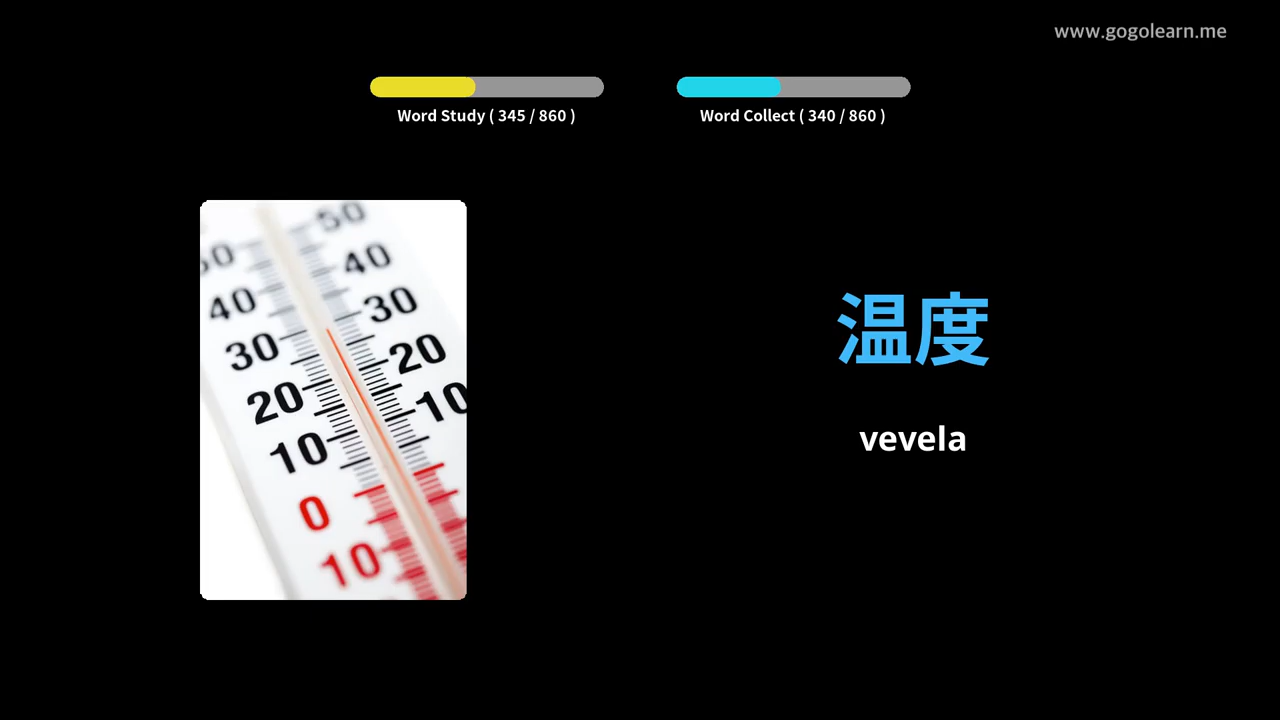 www.gogolearn.me
Word Study ( 345 / 860 )
Word Collect ( 340 / 860 )
50
50
40
40
30
30
20
20
10
10
0
10
温度
vevela